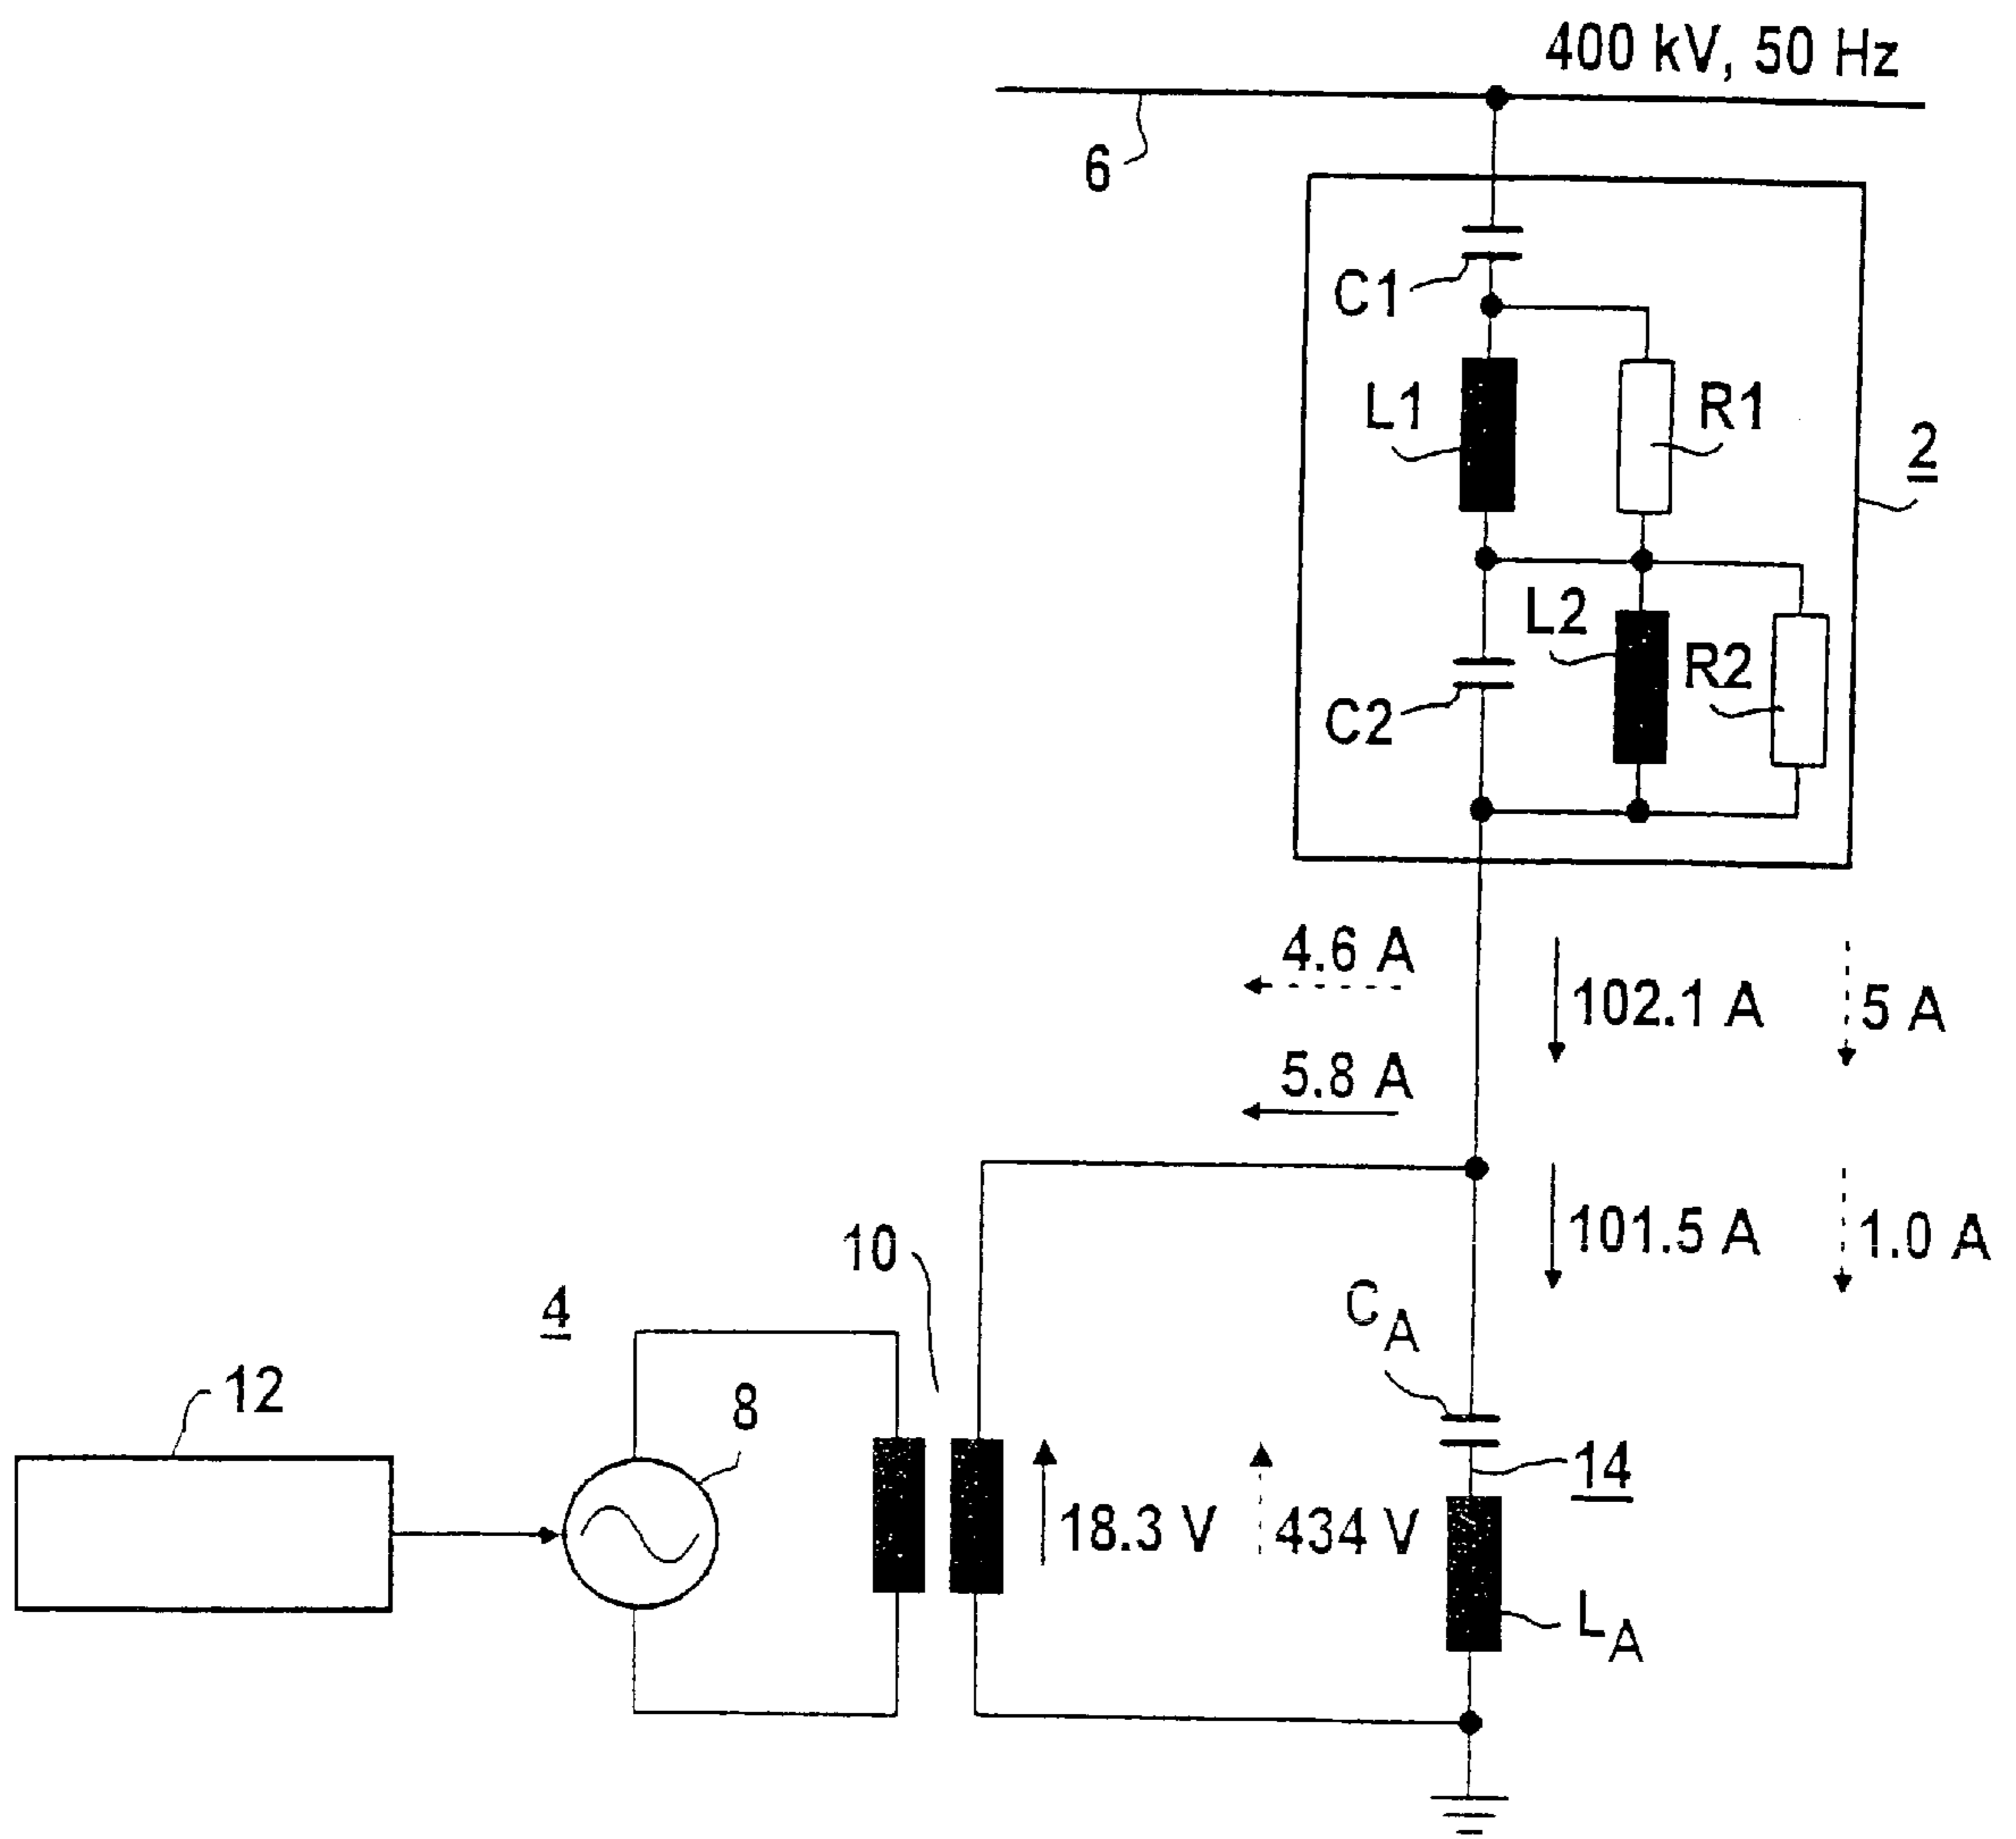 400 kV, 50 Hz
6
C1
L1
R1
2
L2
R2
C2
4.6 A
102.1 A
5 A
5.8 A
10
101.5 A
1.0 A
4
C A
12
8
14
18.3 V
434 V
L A